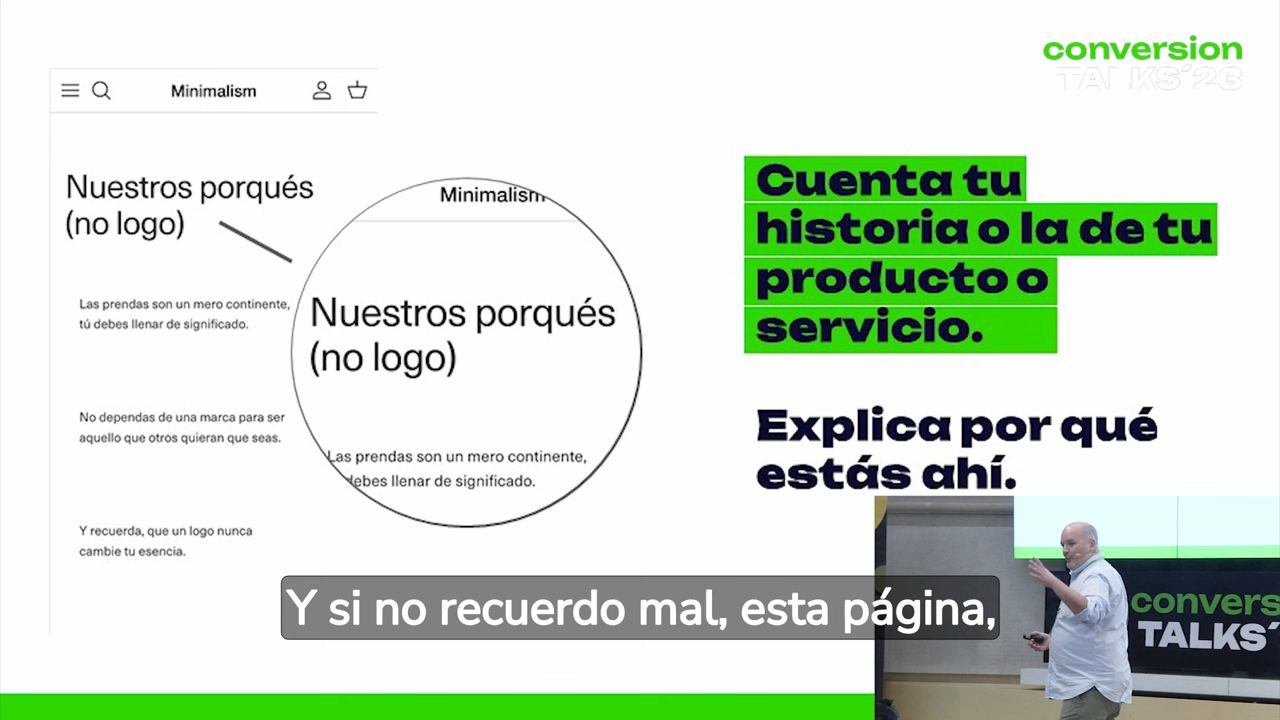 conversion
TALKS'23
Minimalism
Nuestros porqués
(no logo)
Las prendas son un mero continente,
tú debes llenar de significado.
No dependas de una marca para ser
aquello que otros quieran que seas.
Y recuerda, que un logo nunca
cambie tu esencia.
Minimalism
Nuestros porqués
(no logo)
Las prendas son un mero continente,
debes llenar de significado.
Cuenta tu
historia o la de tu
producto o
servicio.
Explica por qué
estás ahí.
Y si no recuerdo mal, esta página,
convers
TALKS'